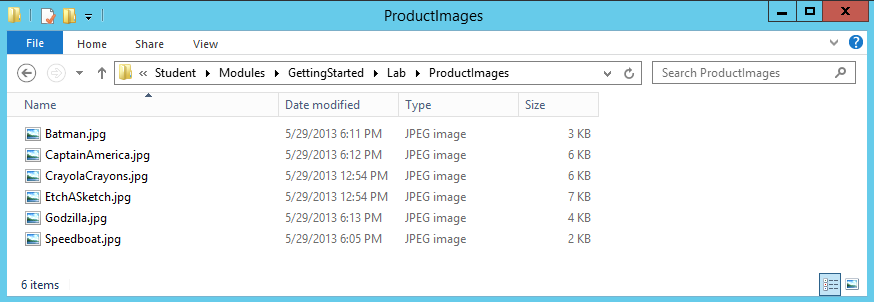 ProductImages
File Home Share View
« Student Modules GettingStarted Lab ProductImages Search ProductImages
Name Date modified Type Size
Batman.jpg 5/29/2013 6:11 PM JPEG image 3 KB
CaptainAmerica.jpg 5/29/2013 6:12 PM JPEG image 6 KB
CrayolaCrayons.jpg 5/29/2013 12:54 PM JPEG image 6 KB
EtchASketch.jpg 5/29/2013 12:54 PM JPEG image 7 KB
Godzilla.jpg 5/29/2013 6:13 PM JPEG image 4 KB
Speedboat.jpg 5/29/2013 6:05 PM JPEG image 2 KB
6 items